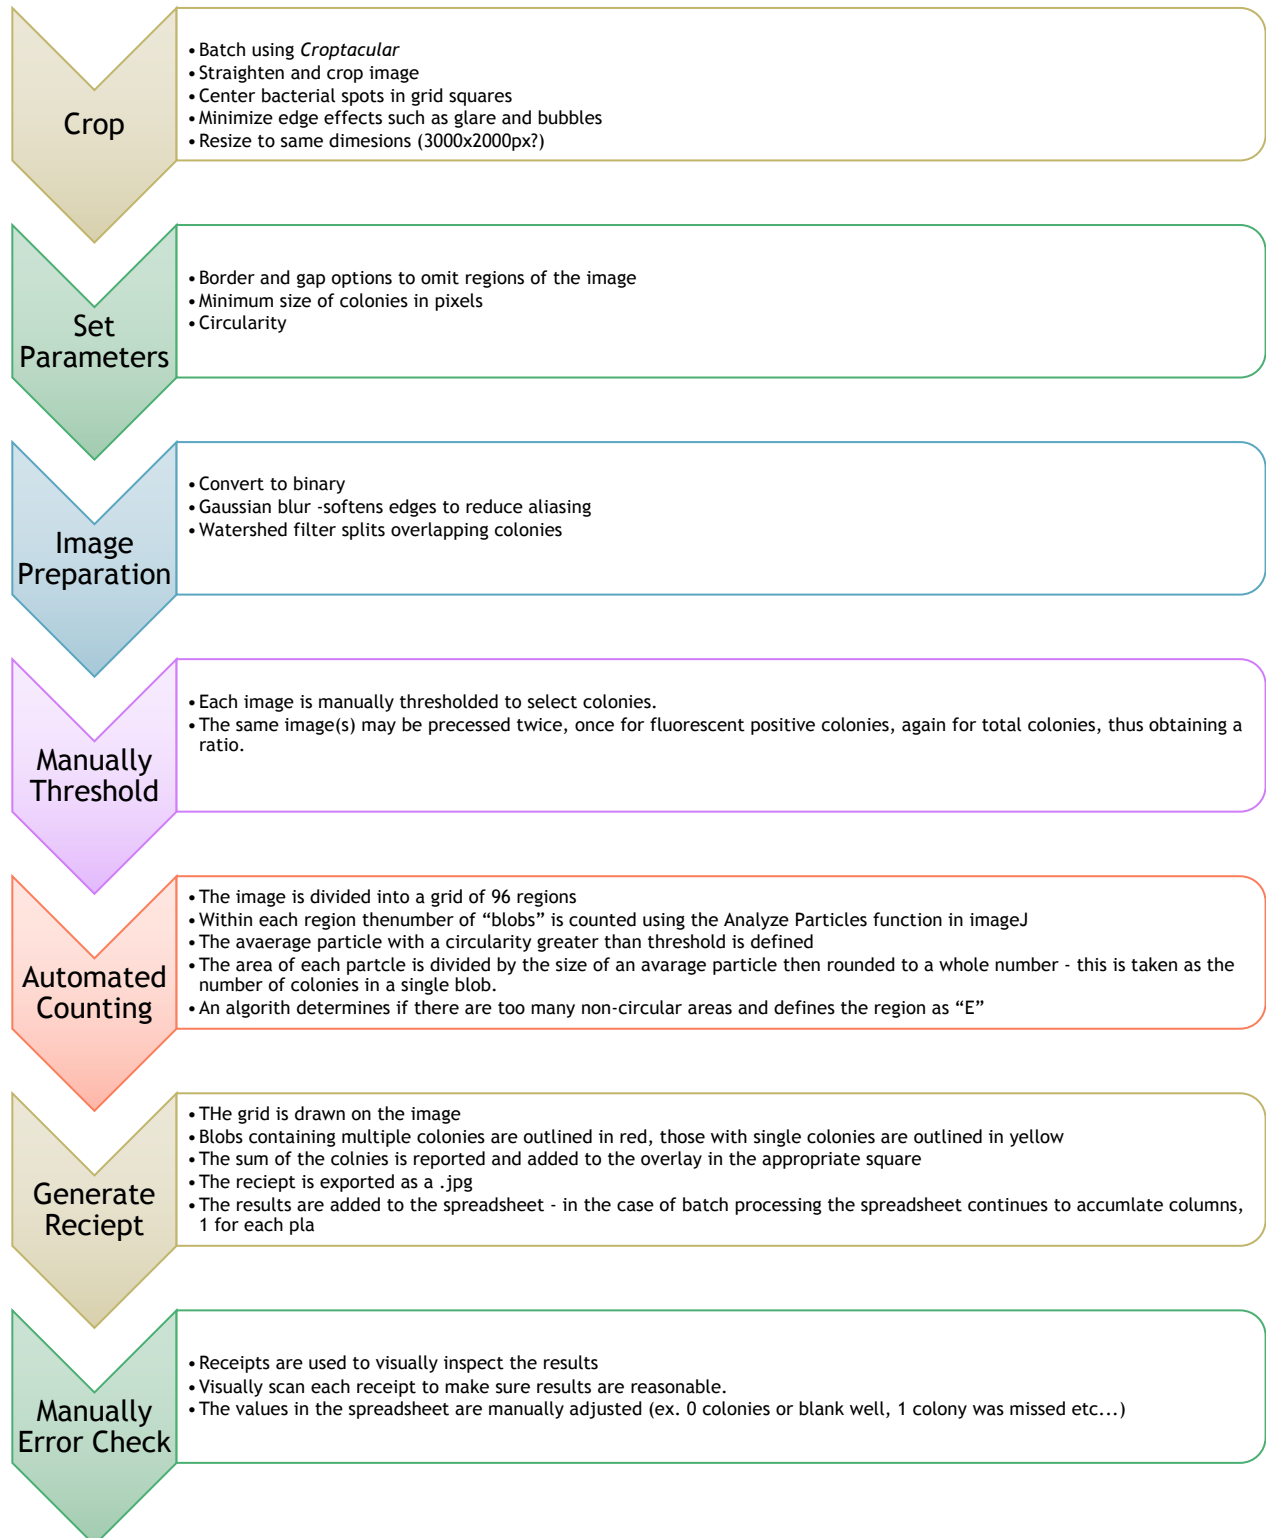 Crop
• Batch using Croptacular
• Straighten and crop image
• Center bacterial spots in grid squares
• Minimize edge effects such as glare and bubbles
• Resize to same dimesions (3000x2000px?)
Set
Parameters
• Border and gap options to omit regions of the image
• Minimum size of colonies in pixels
• Circularity
Image
Preparation
• Convert to binary
• Gaussian blur -softens edges to reduce aliasing
• Watershed filter splits overlapping colonies
Manually
Threshold
• Each image is manually thresholded to select colonies.
• The same image(s) may be precessed twice, once for fluorescent positive colonies, again for total colonies, thus obtaining a
ratio.
Automated
Counting
• The image is divided into a grid of 96 regions
• Within each region thenumber of “blobs” is counted using the Analyze Particles function in imageJ
• The avaerage particle with a circularity greater than threshold is defined
• The area of each partcle is divided by the size of an avarage particle then rounded to a whole number - this is taken as the
number of colonies in a single blob.
• An algorith determines if there are too many non-circular areas and defines the region as “E”
Generate
Reciept
• THe grid is drawn on the image
• Blobs containing multiple colonies are outlined in red, those with single colonies are outlined in yellow
• The sum of the colnies is reported and added to the overlay in the appropriate square
• The reciept is exported as a .jpg
• The results are added to the spreadsheet - in the case of batch processing the spreadsheet continues to accumlate columns,
1 for each pla
Manually
Error Check
• Receipts are used to visually inspect the results
• Visually scan each receipt to make sure results are reasonable.
• The values in the spreadsheet are manually adjusted (ex. 0 colonies or blank well, 1 colony was missed etc...)